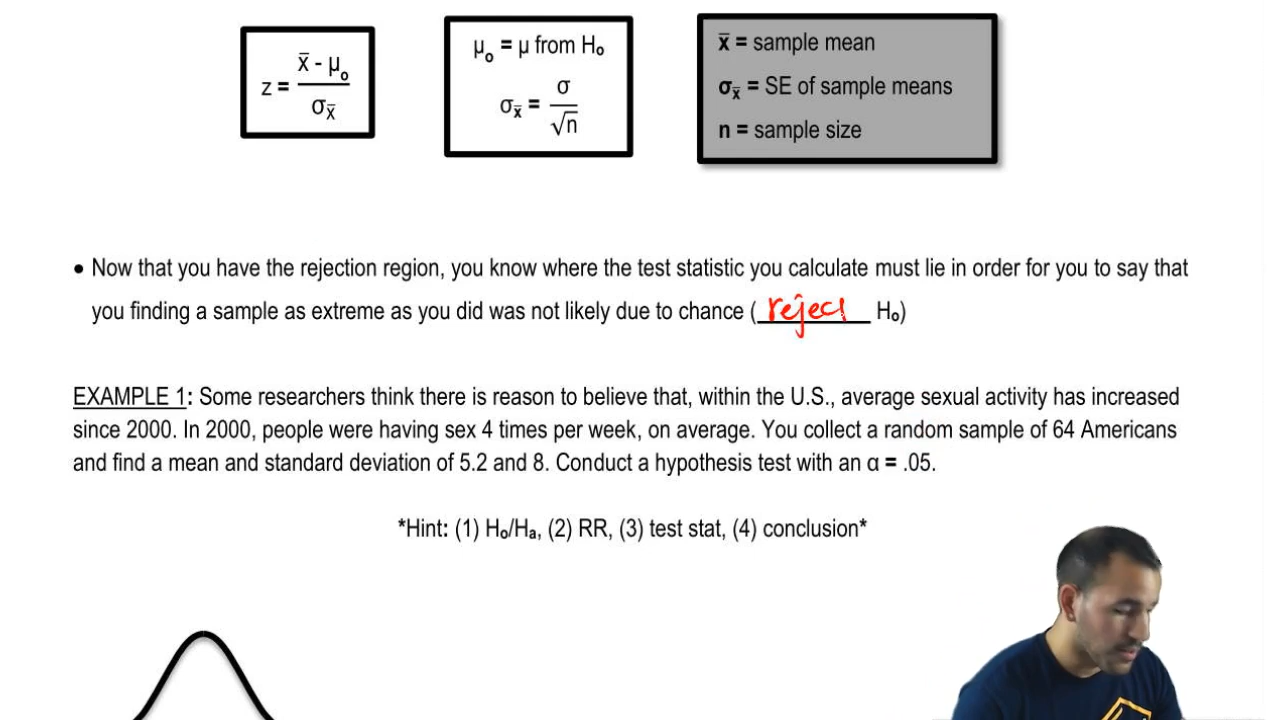 z = x̄ - μ₀ / σx̄
μ₀ = μ from H₀
σx̄ = σ / √n
x̄ = sample mean
σx̄ = SE of sample means
n = sample size
• Now that you have the rejection region, you know where the test statistic you calculate must lie in order for you to say that
you finding a sample as extreme as you did was not likely due to chance (rejec H₀)
EXAMPLE 1: Some researchers think there is reason to believe that, within the U.S., average sexual activity has increased
since 2000. In 2000, people were having sex 4 times per week, on average. You collect a random sample of 64 Americans
and find a mean and standard deviation of 5.2 and 8. Conduct a hypothesis test with an α = .05.
*Hint: (1) H₀/Hₐ, (2) RR, (3) test stat, (4) conclusion*